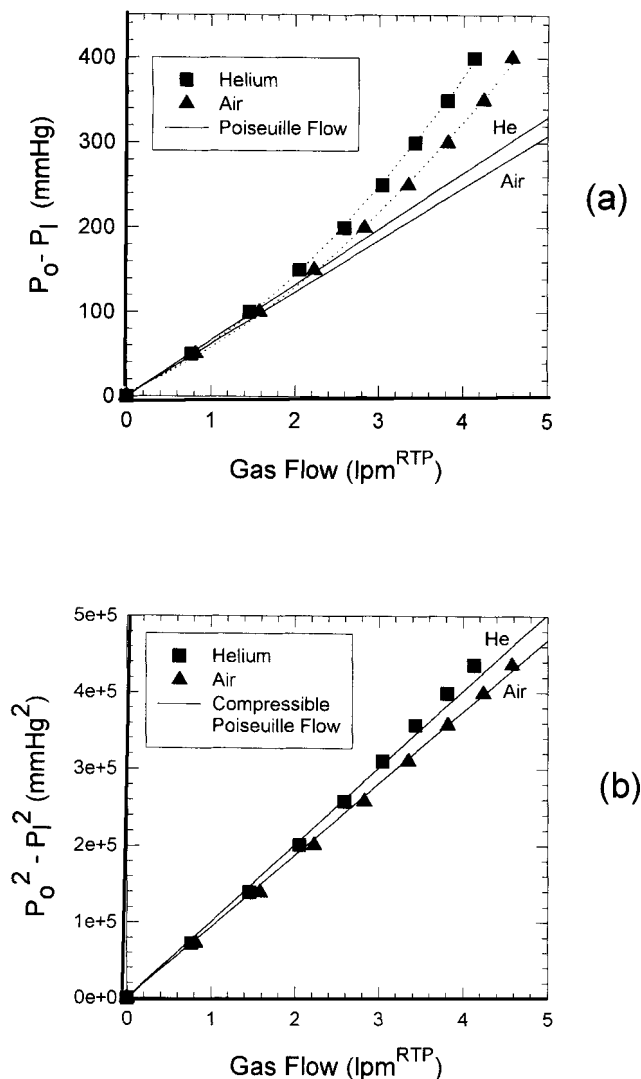 400
300
200
100
0
P_O - P_I (mmHg)
Helium
Air
Poiseuille Flow
He
Air
(a)
0 1 2 3 4 5
Gas Flow (lpm^RTP)
5e+5
4e+5
3e+5
2e+5
1e+5
0e+0
P_O^2 - P_I^2 (mmHg^2)
Helium
Air
Compressible
Poiseuille Flow
He
Air
(b)
0 1 2 3 4 5
Gas Flow (lpm^RTP)